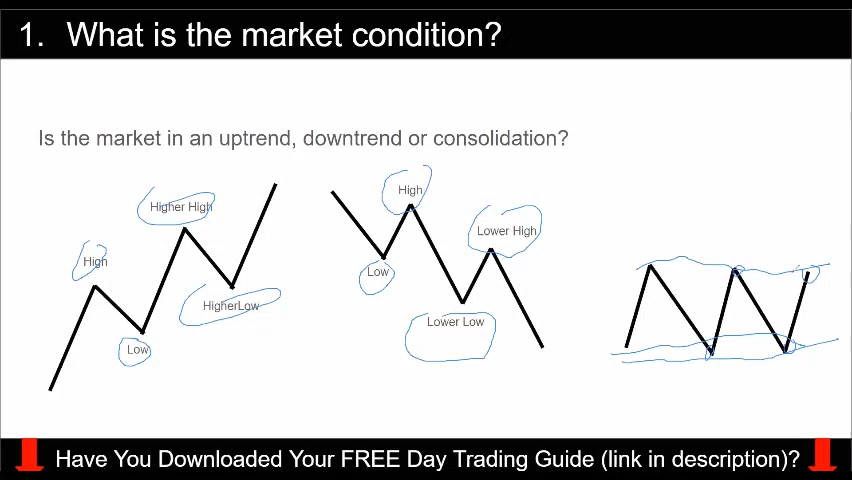 1. What is the market condition?
Is the market in an uptrend, downtrend or consolidation?
High
Higher High
Low
HigherLow
High
Low
Lower High
Lower Low
Have You Downloaded Your FREE Day Trading Guide (link in description)?